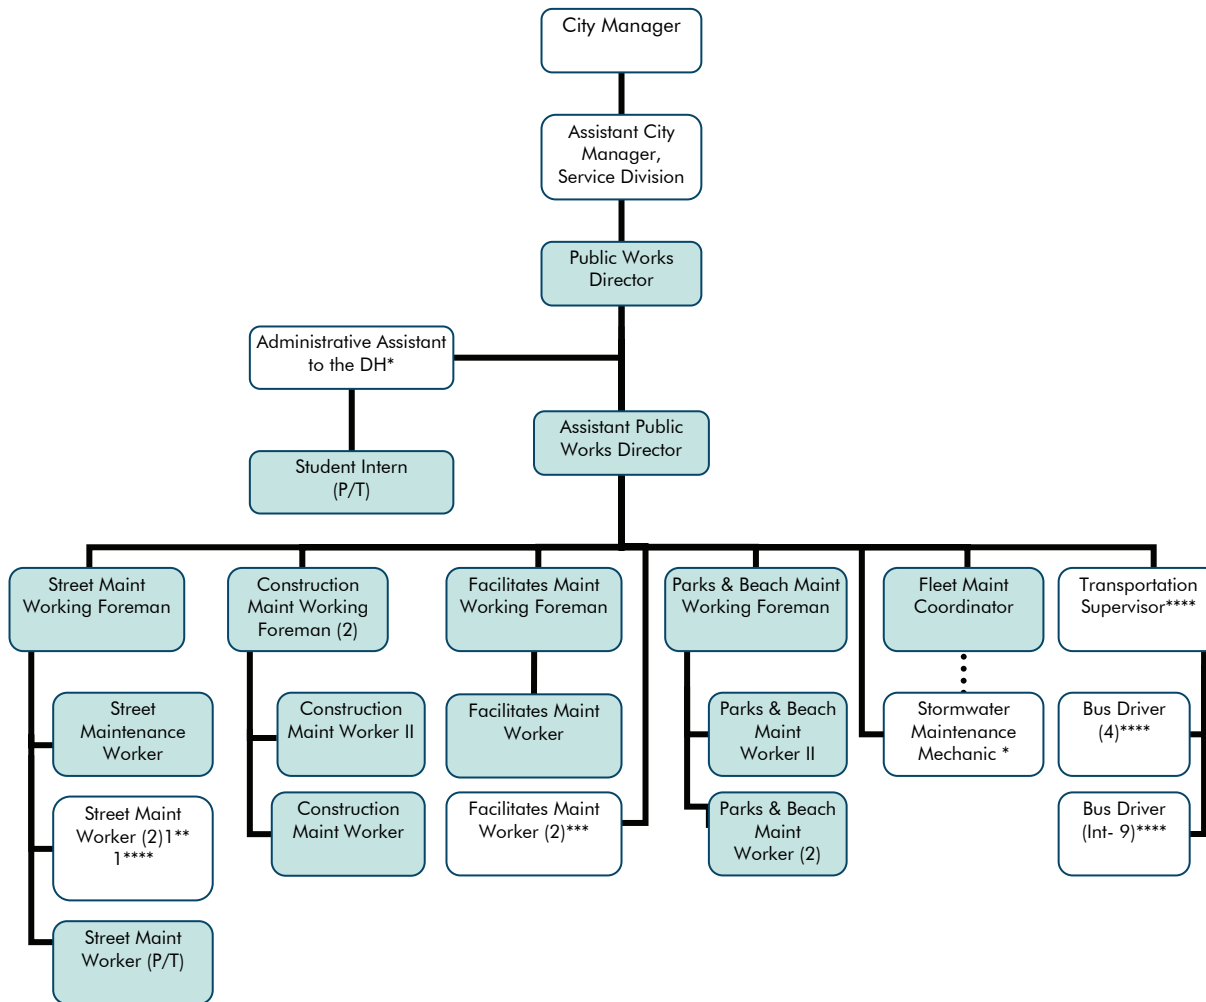 City Manager
Assistant City
Manager,
Service Division
Public Works
Director
Administrative Assistant
to the DH*
Student Intern
(P/T)
Assistant Public
Works Director
Street Maint
Working Foreman
Construction
Maint Working
Foreman (2)
Facilitates Maint
Working Foreman
Parks & Beach Maint
Working Foreman
Fleet Maint
Coordinator
Transportation
Supervisor****
Street
Maintenance
Worker
Construction
Maint Worker II
Facilitates Maint
Worker
Parks & Beach
Maint
Worker II
Stormwater
Maintenance
Mechanic *
Bus Driver
(4)****
Street Maint
Worker (2)1**
1****
Construction
Maint Worker
Facilitates Maint
Worker (2)***
Parks & Beach
Maint
Worker (2)
Bus Driver
(Int- 9)****
Street Maint
Worker (P/T)